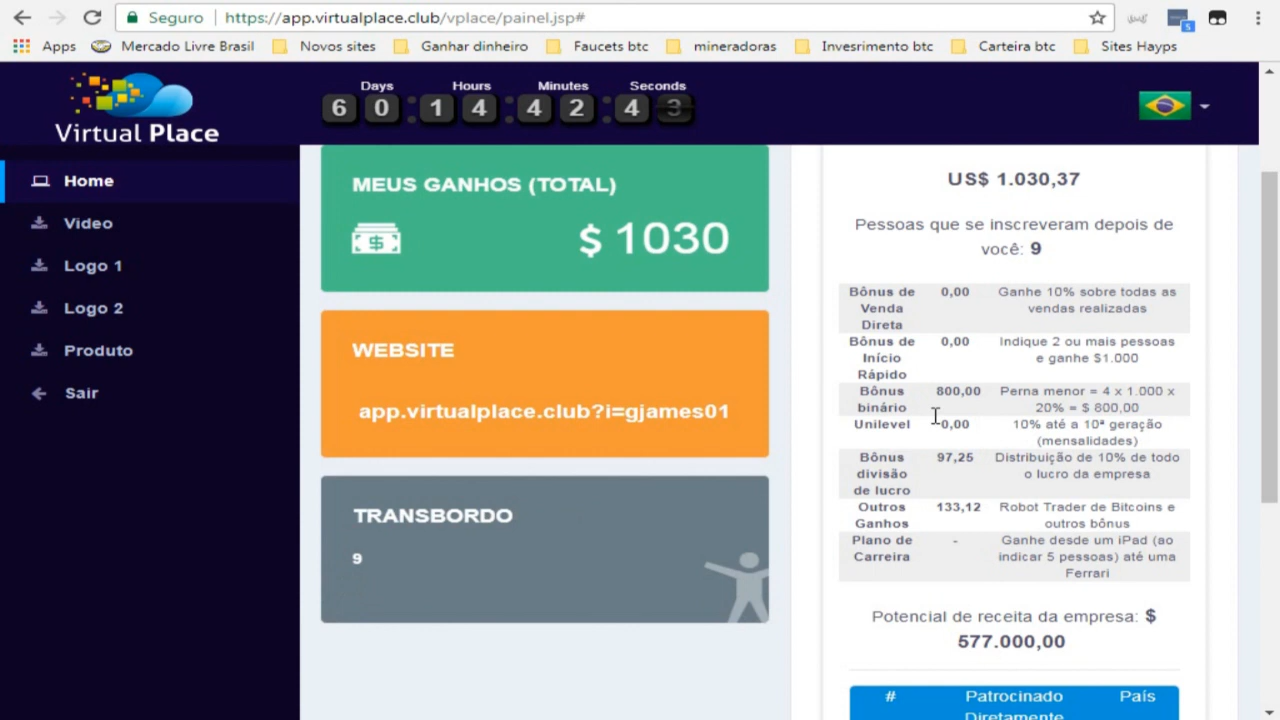 Seguro
https://app.virtualplace.club/vplace/painel.jsp#
5
Apps
Mercado Livre Brasil
Novos sites
Ganhar dinheiro
Faucets btc
mineradoras
Invesrimento btc
Carteira btc
Sites Hayps
Virtual Place
Days
Hours
Minutes
Seconds
6 0 : 1 4 : 4 2 : 4 3
Home
Video
Logo 1
Logo 2
Produto
Sair
MEUS GANHOS (TOTAL)
$ 1030
WEBSITE
app.virtualplace.club?i=gjames01
TRANSBORDO
9
US$ 1.030,37
Pessoas que se inscreveram depois de
você: 9
Bônus de 0,00 Ganhe 10% sobre todas as
Venda vendas realizadas
Direta
Bônus de 0,00 Indique 2 ou mais pessoas
Início e ganhe $1.000
Rápido
Bônus 800,00 Perna menor = 4 x 1.000 x
binário 20% = $ 800,00
Unilevel 0,00 10% até a 10ª geração
(mensalidades)
Bônus 97,25 Distribuição de 10% de todo
divisão o lucro da empresa
de lucro
Outros 133,12 Robot Trader de Bitcoins e
Ganhos outros bônus
Plano de - Ganhe desde um iPad (ao
Carreira indicar 5 pessoas) até uma
Ferrari
Potencial de receita da empresa: $
577.000,00
# Patrocinado País
Diretamente